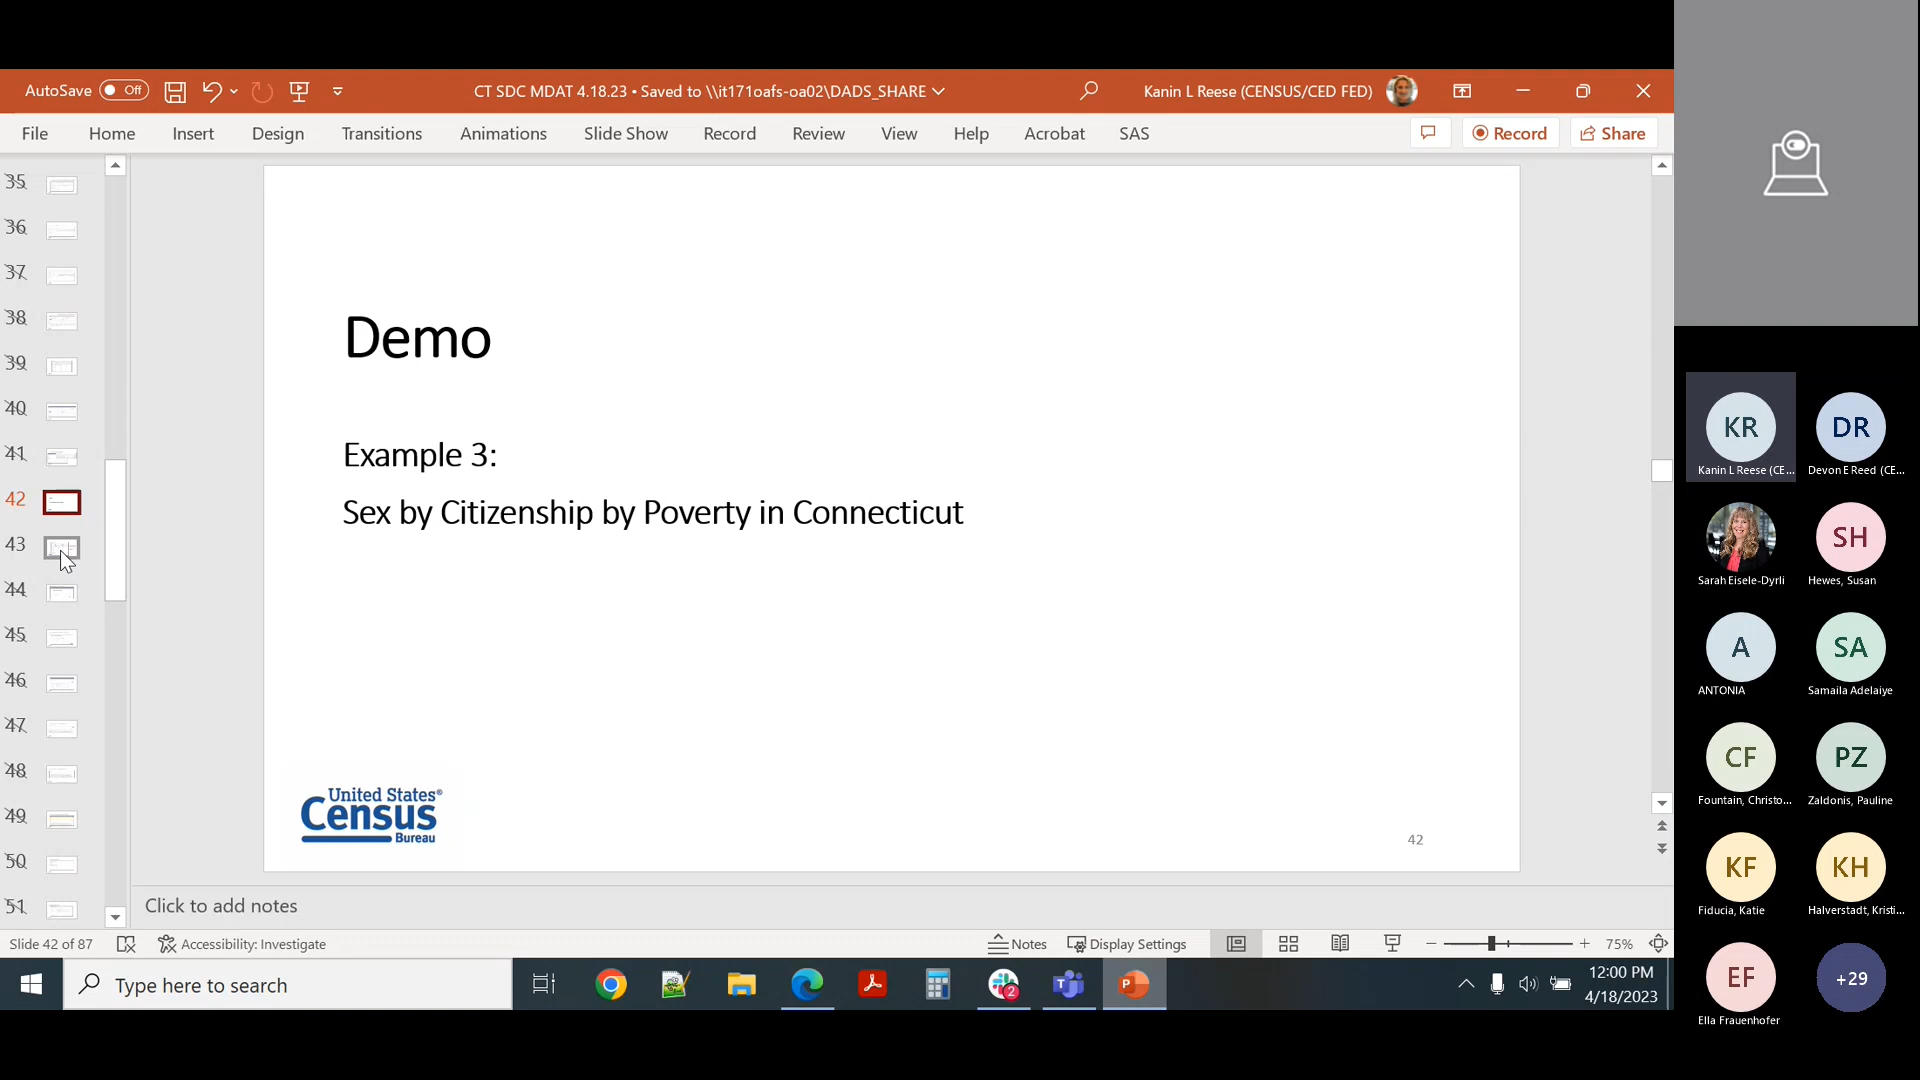 AutoSave Off
CT SDC MDAT 4.18.23 • Saved to \\it171oafs-oa02\DADS_SHARE
Kanin L Reese (CENSUS/CED FED)
File Home Insert Design Transitions Animations Slide Show Record Review View Help Acrobat SAS
Record
Share
35
36
37
38
39
40
41
42
43
44
45
46
47
48
49
50
51
Demo
Example 3:
Sex by Citizenship by Poverty in Connecticut
United States®
Census
Bureau
42
Click to add notes
Slide 42 of 87
Accessibility: Investigate
Notes
Display Settings
75%
Type here to search
2
12:00 PM
4/18/2023
KR
Kanin L Reese (CE...
DR
Devon E Reed (CE...
Sarah Eisele-Dyrli
SH
Hewes, Susan
A
ANTONIA
SA
Samaila Adelaiye
CF
Fountain, Christo...
PZ
Zaldonis, Pauline
KF
Fiducia, Katie
KH
Halverstadt, Kristi...
EF
Ella Frauenhofer
+29